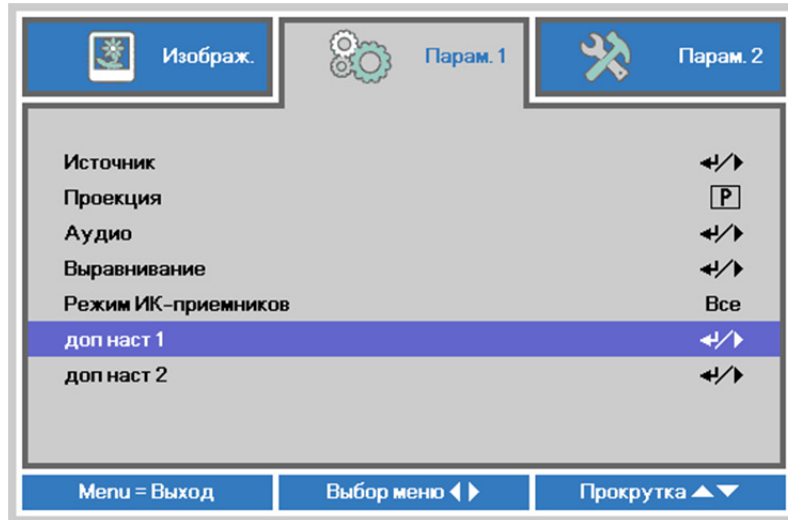 Изображ. Парам. 1 Парам. 2
Источник
Проекция P
Аудио
Выравнивание
Режим ИК-приемников Все
доп наст 1
доп наст 2
Menu = Выход Выбор меню Прокрутка